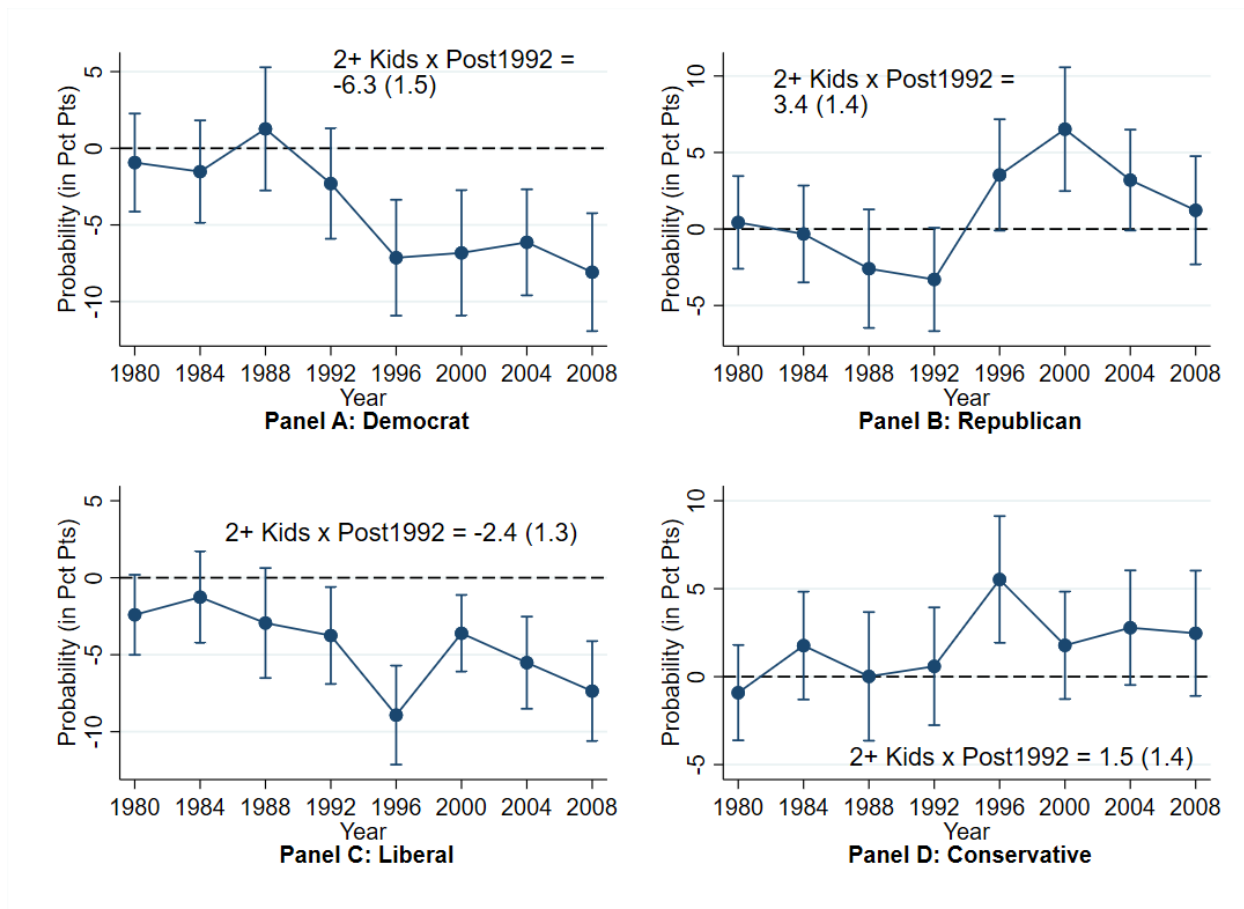 2+ Kids x Post1992 =
-6.3 (1.5)
Probability (in Pct Pts)
5
0
-5
-10
1980 1984 1988 1992 1996 2000 2004 2008
Year
Panel A: Democrat
2+ Kids x Post1992 =
3.4 (1.4)
Probability (in Pct Pts)
10
5
0
-5
1980 1984 1988 1992 1996 2000 2004 2008
Year
Panel B: Republican
2+ Kids x Post1992 = -2.4 (1.3)
Probability (in Pct Pts)
5
0
-5
-10
1980 1984 1988 1992 1996 2000 2004 2008
Year
Panel C: Liberal
Probability (in Pct Pts)
10
5
0
-5
2+ Kids x Post1992 = 1.5 (1.4)
1980 1984 1988 1992 1996 2000 2004 2008
Year
Panel D: Conservative